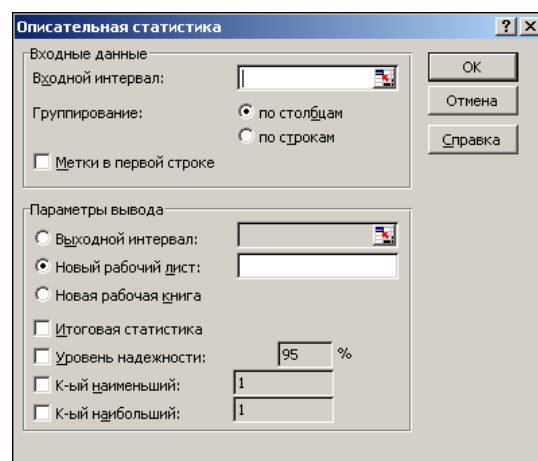 Описательная статистика
Входные данные
Входной интервал:
Группирование:
по столбцам
по строкам
Метки в первой строке
ОК
Отмена
Справка
Параметры вывода
Выходной интервал:
Новый рабочий лист:
Новая рабочая книга
Итоговая статистика
Уровень надежности: 95 %
К-ый наименьший: 1
К-ый наибольший: 1